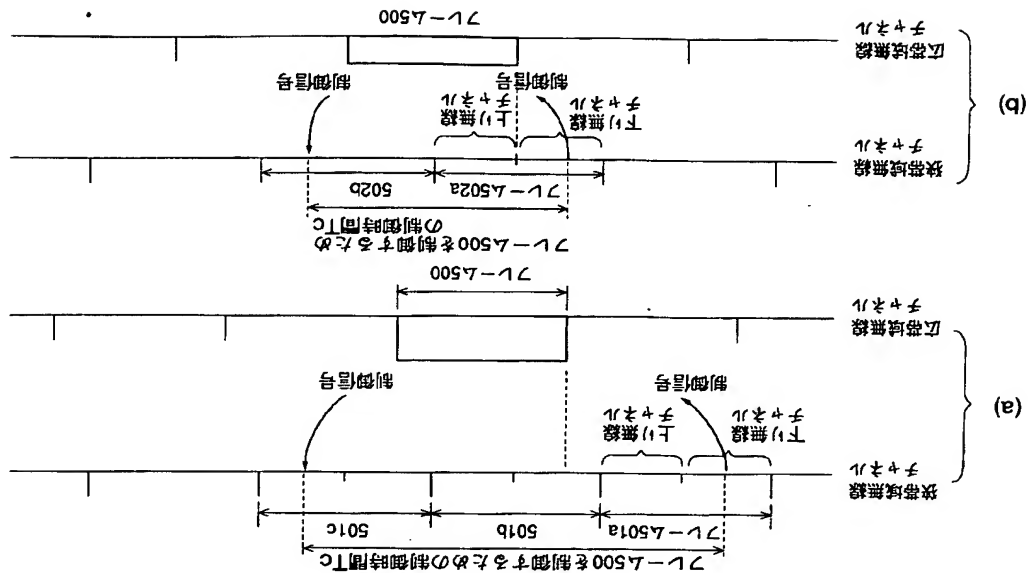 フレーム500を制御するための制御時間TC
フレーム501a
501b
501c
(a)
狭帯域無線
チャネル
下り無線
チャネル
上り無線
チャネル
制御信号
制御信号
広帯域無線
チャネル
フレーム500
フレーム500を制御するため
の制御時間TC
フレーム502a
502b
(b)
狭帯域無線
チャネル
下り無線
チャネル
上り無線
チャネル
制御信号
制御信号
広帯域無線
チャネル
フレーム500